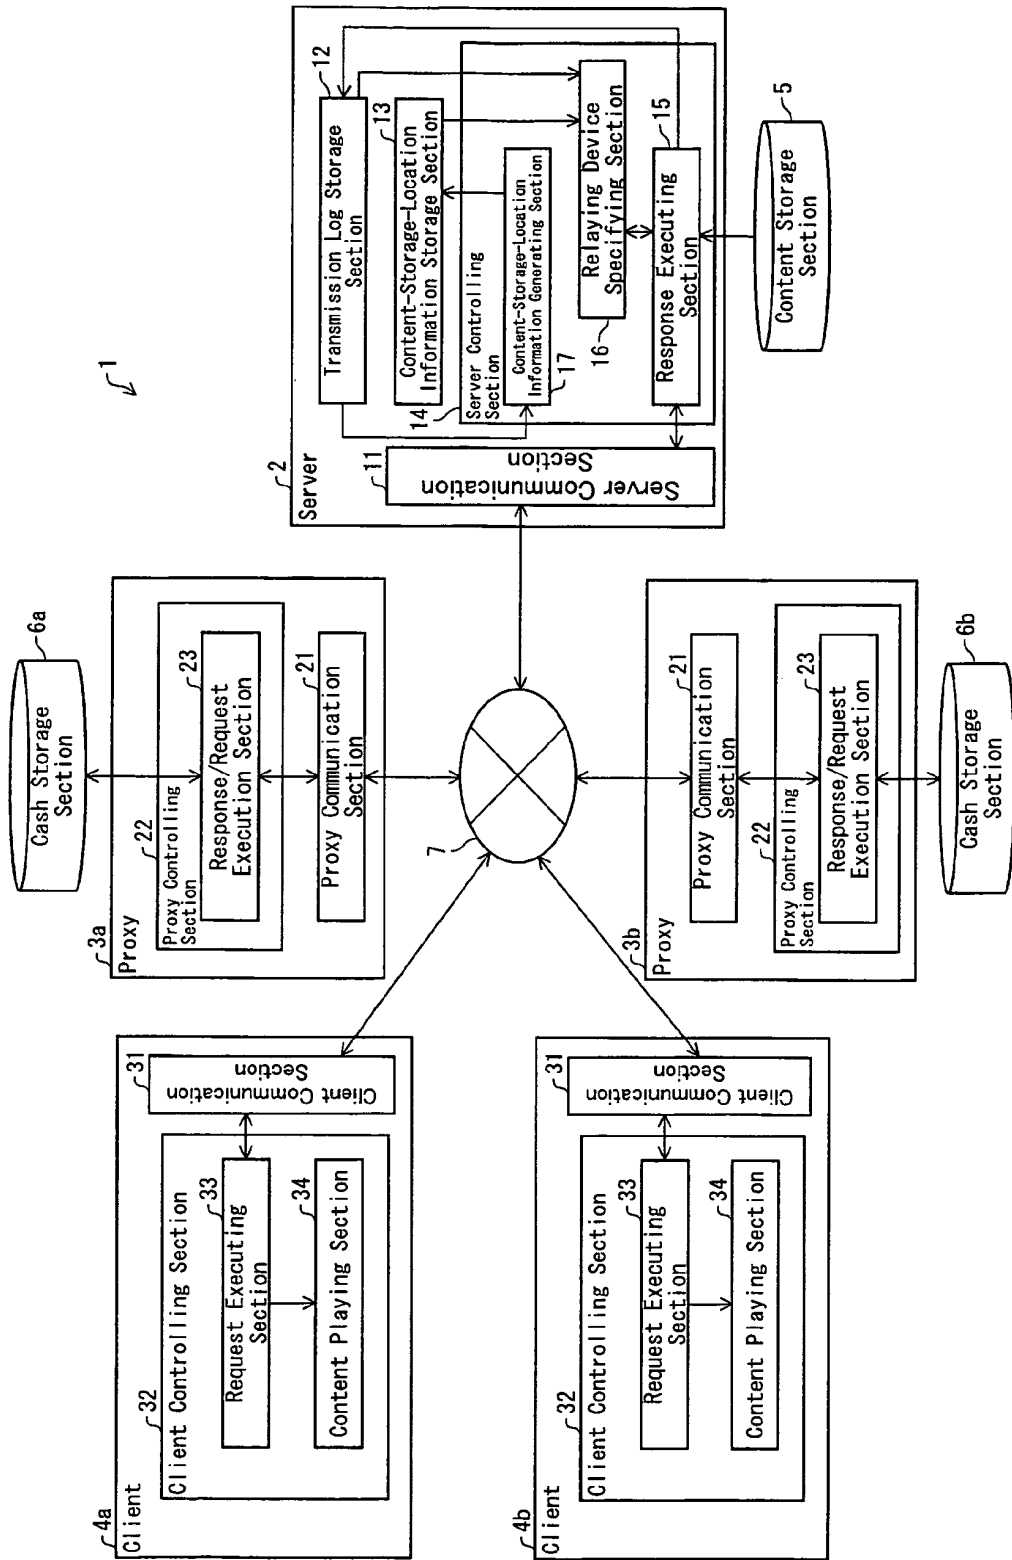 1
4a
Client
32
Client Controlling Section
33
Request Executing
Section
34
Content Playing Section
31
Client Communication
Section
4b
Client
32
Client Controlling Section
33
Request Executing
Section
34
Content Playing Section
31
Client Communication
Section
6a
Cash Storage
Section
3a
Proxy
22
Proxy Controlling
Section
23
Response/Request
Execution Section
21
Proxy Communication
Section
7
3b
Proxy
21
Proxy Communication
Section
22
Proxy Controlling
Section
23
Response/Request
Execution Section
6b
Cash Storage
Section
2
Server
11
Server Communication
Section
12
Transmission Log Storage
Section
13
Content-Storage-Location
Information Storage Section
14
Server Controlling
Section
Content-Storage-Location
Information Generating Section
17
Relaying Device
Specifying Section
16
15
Response Executing
Section
5
Content Storage
Section